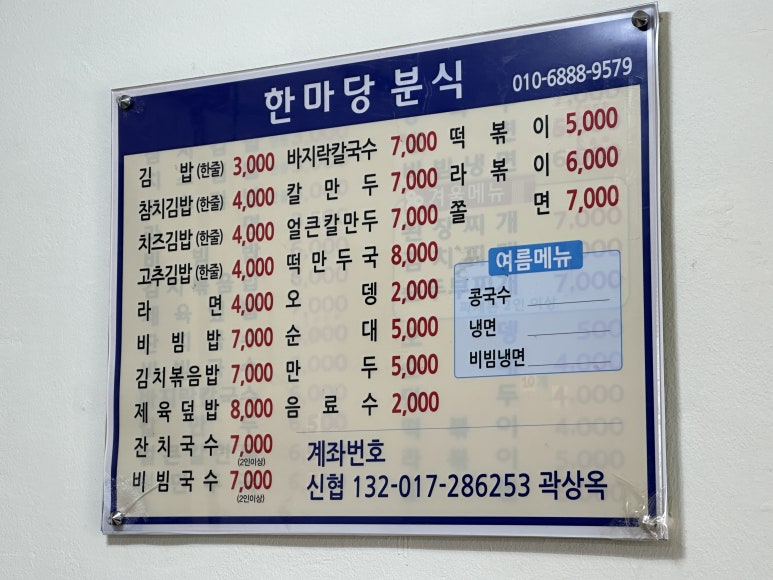 한마당 분식 010-6888-9579
김밥(한줄) 3,000
참치김밥(한줄) 4,000
치즈김밥(한줄) 4,000
고추김밥(한줄) 4,000
라면 4,000
비빔밥 7,000
김치볶음밥 7,000
제육덮밥 8,000
잔치국수 7,000
(2인이상)
비빔국수 7,000
(2인이상)
바지락칼국수 7,000
칼만두 7,000
얼큰칼만두 7,000
떡만두국 8,000
오뎅 2,000
순대 5,000
만두 5,000
음료수 2,000
떡볶이 5,000
라볶이 6,000
쫄면 7,000
여름메뉴
콩국수
냉면
비빔냉면
계좌번호
신협 132-017-286253 곽상옥